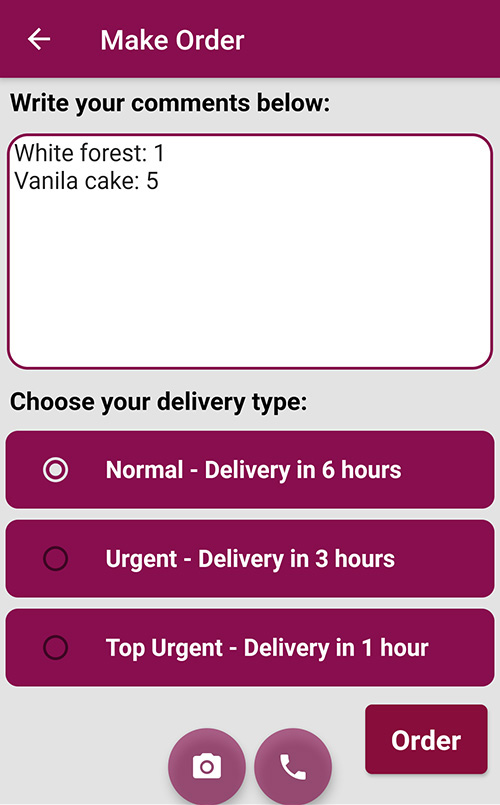 Make Order
Write your comments below:
White forest: 1
Vanila cake: 5
Choose your delivery type:
Normal - Delivery in 6 hours
Urgent - Delivery in 3 hours
Top Urgent - Delivery in 1 hour
Order